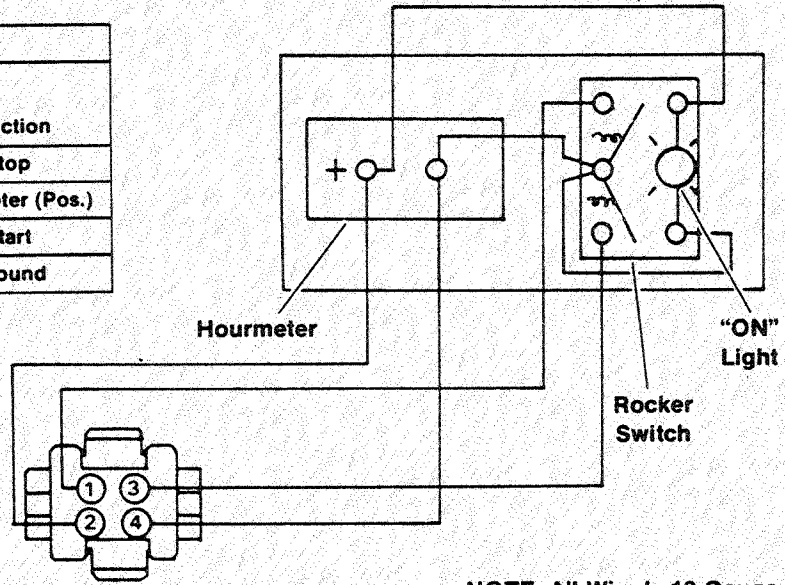 ction
top
ter (Pos.)
tart
ound
+
Hourmeter
"ON"
Light
Rocker
Switch
1 3
2 4